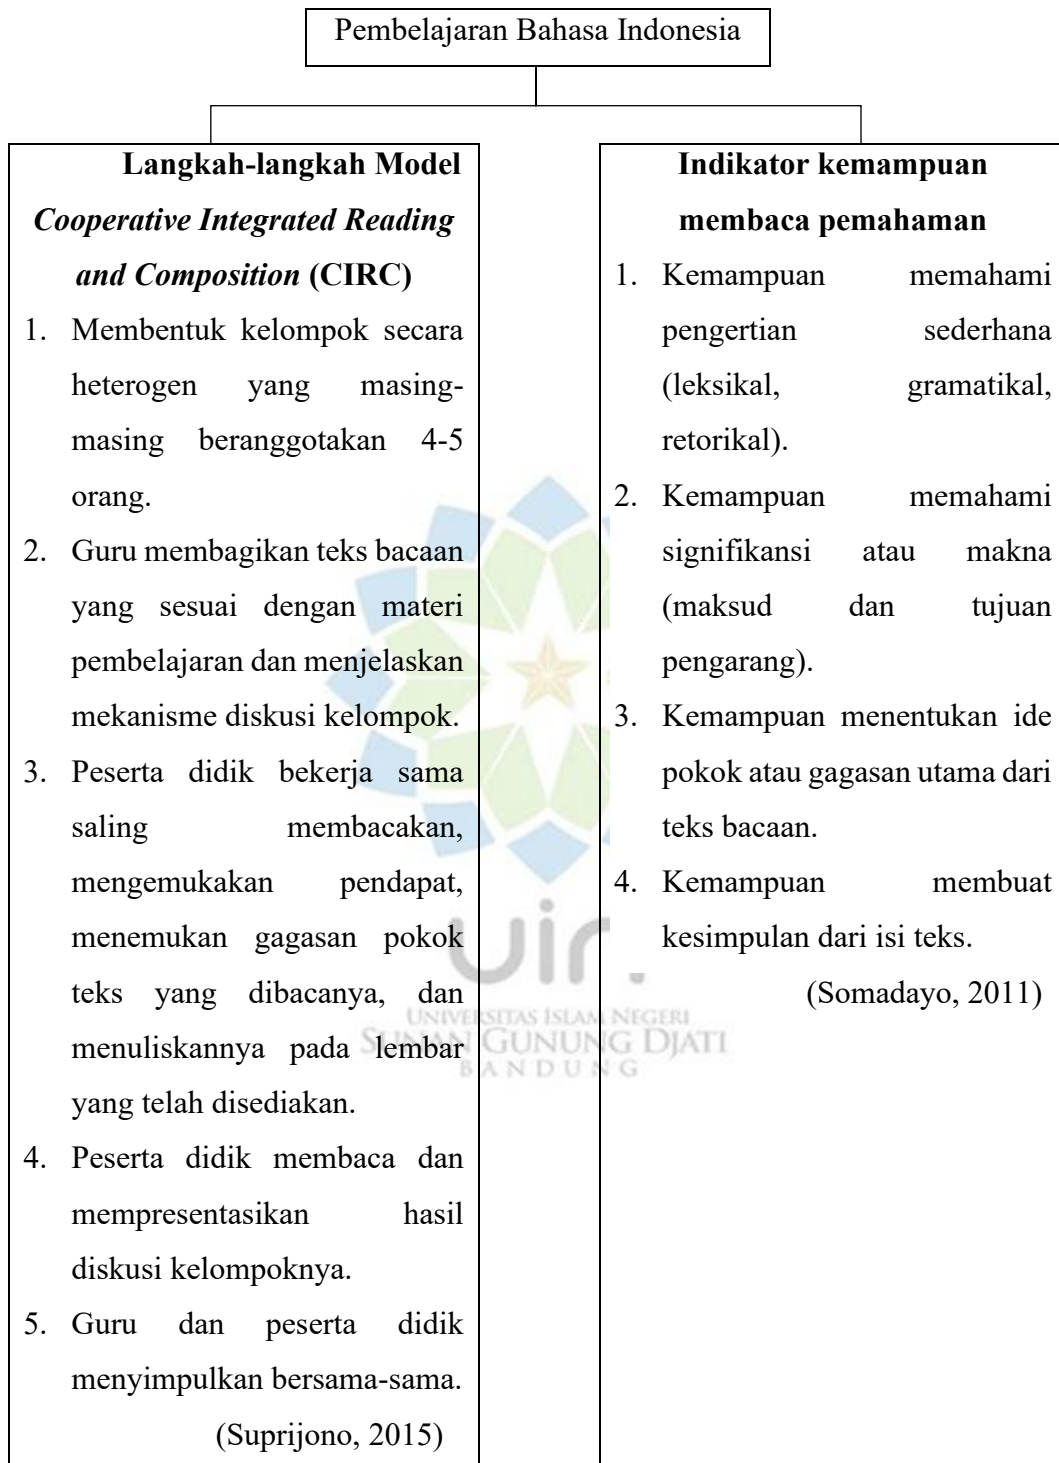 Pembelajaran Bahasa Indonesia
Langkah-langkah Model
Cooperative Integrated Reading
and Composition (CIRC)
1. Membentuk kelompok secara
heterogen yang masing-
masing beranggotakan 4-5
orang.
2. Guru membagikan teks bacaan
yang sesuai dengan materi
pembelajaran dan menjelaskan
mekanisme diskusi kelompok.
3. Peserta didik bekerja sama
saling membacakan,
mengemukakan pendapat,
menemukan gagasan pokok
teks yang dibacanya, dan
menuliskannya pada lembar
yang telah disediakan.
4. Peserta didik membaca dan
mempresentasikan hasil
diskusi kelompoknya.
5. Guru dan peserta didik
menyimpulkan bersama-sama.
(Suprijono, 2015)
Indikator kemampuan
membaca pemahaman
1. Kemampuan memahami
pengertian sederhana
(leksikal, gramatikal,
retorikal).
2. Kemampuan memahami
signifikansi atau makna
(maksud dan tujuan
pengarang).
3. Kemampuan menentukan ide
pokok atau gagasan utama dari
teks bacaan.
4. Kemampuan membuat
kesimpulan dari isi teks.
(Somadayo, 2011)
UNIVERSITAS ISLAM NEGERI
SUNAN GUNUNG DJATI
BANDUNG